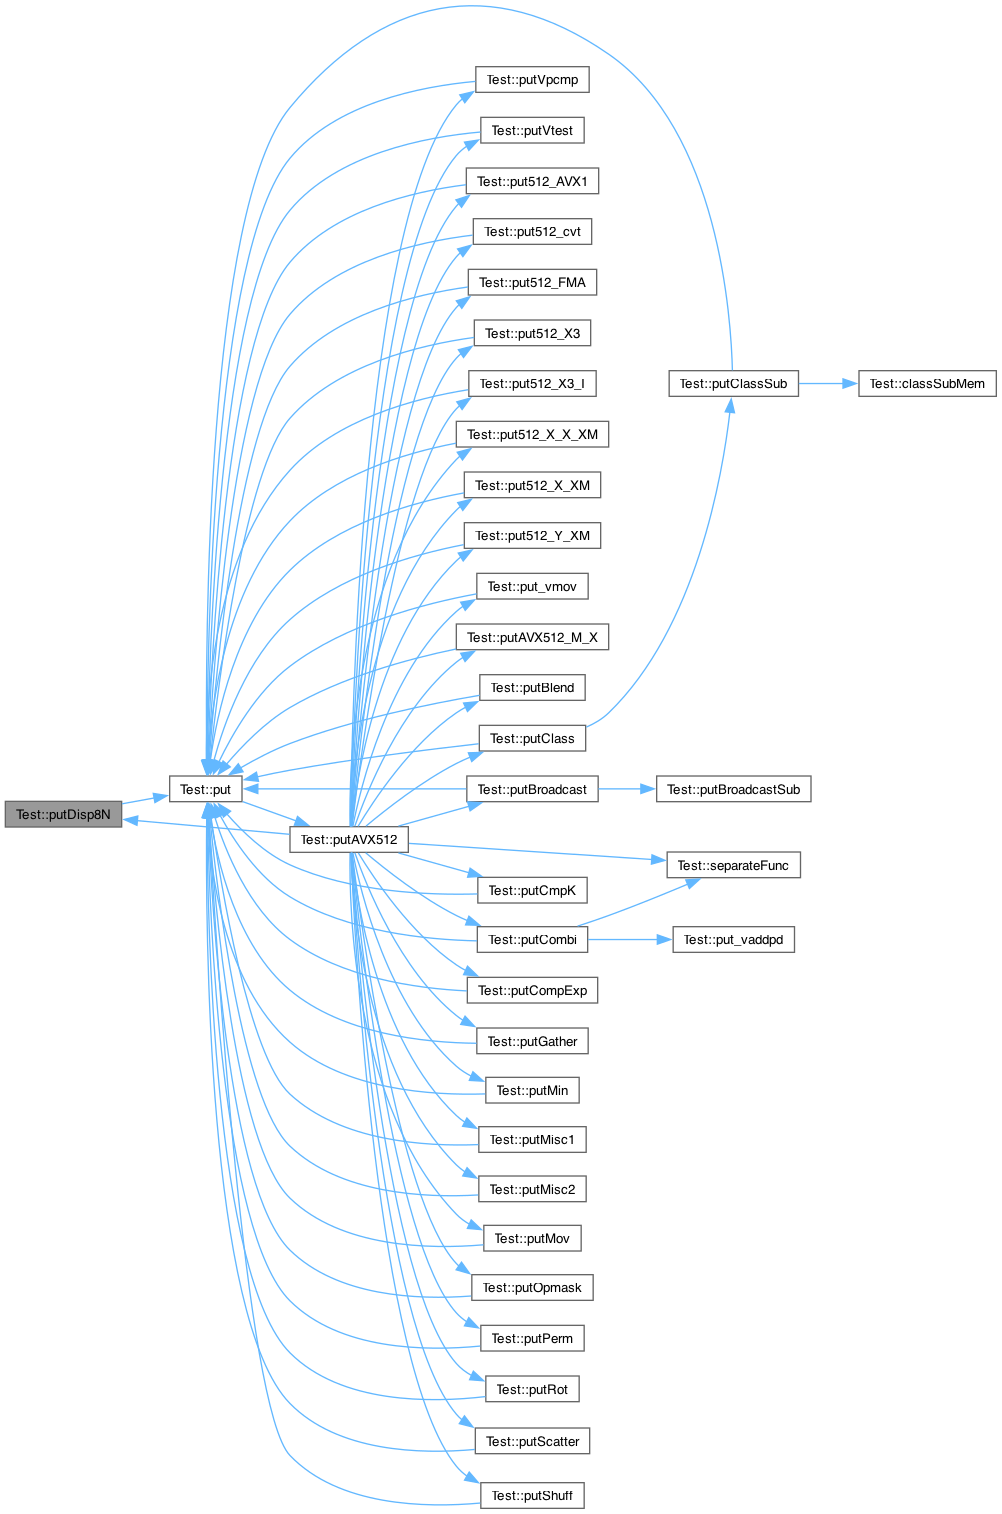 Test::putVpcmp
Test::putVtest
Test::put512_AVX1
Test::put512_cvt
Test::put512_FMA
Test::put512_X3
Test::put512_X3_I
Test::putClassSub
Test::classSubMem
Test::put512_X_X_XM
Test::put512_X_XM
Test::put512_Y_XM
Test::put_vmov
Test::putAVX512_M_X
Test::putBlend
Test::putClass
Test::put
Test::putBroadcast
Test::putBroadcastSub
Test::putDisp8N
Test::putAVX512
Test::separateFunc
Test::putCmpK
Test::putCombi
Test::put_vaddpd
Test::putCompExp
Test::putGather
Test::putMin
Test::putMisc1
Test::putMisc2
Test::putMov
Test::putOpmask
Test::putPerm
Test::putRot
Test::putScatter
Test::putShuff